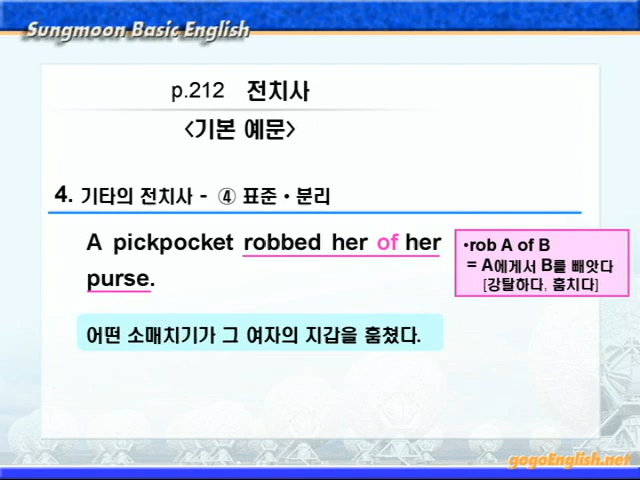 Sungmoon Basic English
p.212 전치사
<기본 예문>
4. 기타의 전치사 - ④ 표준·분리
A pickpocket robbed her of her
purse.
•rob A of B
= A에게서 B를 빼앗다
[강탈하다, 훔치다]
어떤 소매치기가 그 여자의 지갑을 훔쳤다.
gogoEnglish.net